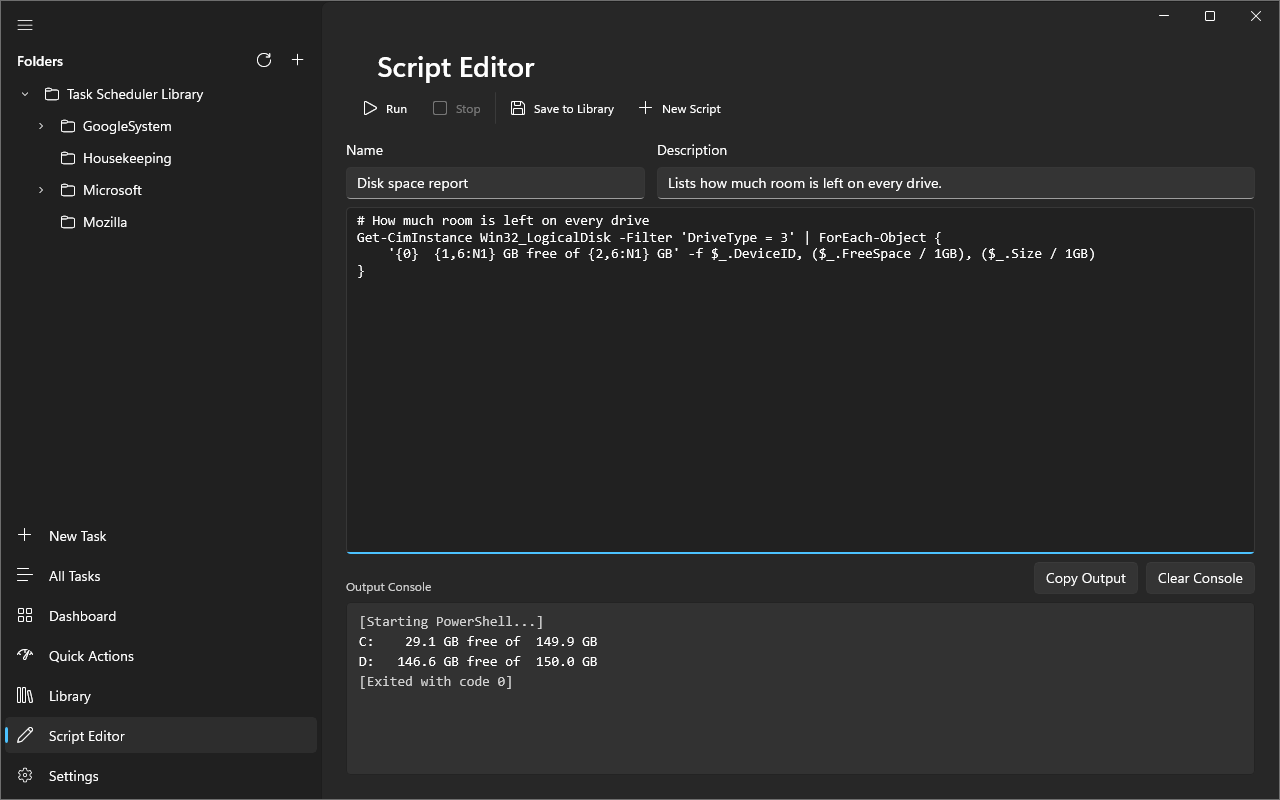 Folders
Task Scheduler Library
GoogleSystem
Housekeeping
Microsoft
Mozilla
New Task
All Tasks
Dashboard
Quick Actions
Library
Script Editor
Settings
Script Editor
Run
Stop
Save to Library
New Script
Name
Description
Disk space report
Lists how much room is left on every drive.
# How much room is left on every drive
Get-CimInstance Win32_LogicalDisk -Filter 'DriveType = 3' | ForEach-Object {
    '{0}  {1,6:N1} GB free of {2,6:N1} GB' -f $_.DeviceID, ($_.FreeSpace / 1GB), ($_.Size / 1GB)
}
Output Console
Copy Output
Clear Console
[Starting PowerShell...]
C:    29.1 GB free of  149.9 GB
D:   146.6 GB free of  150.0 GB
[Exited with code 0]